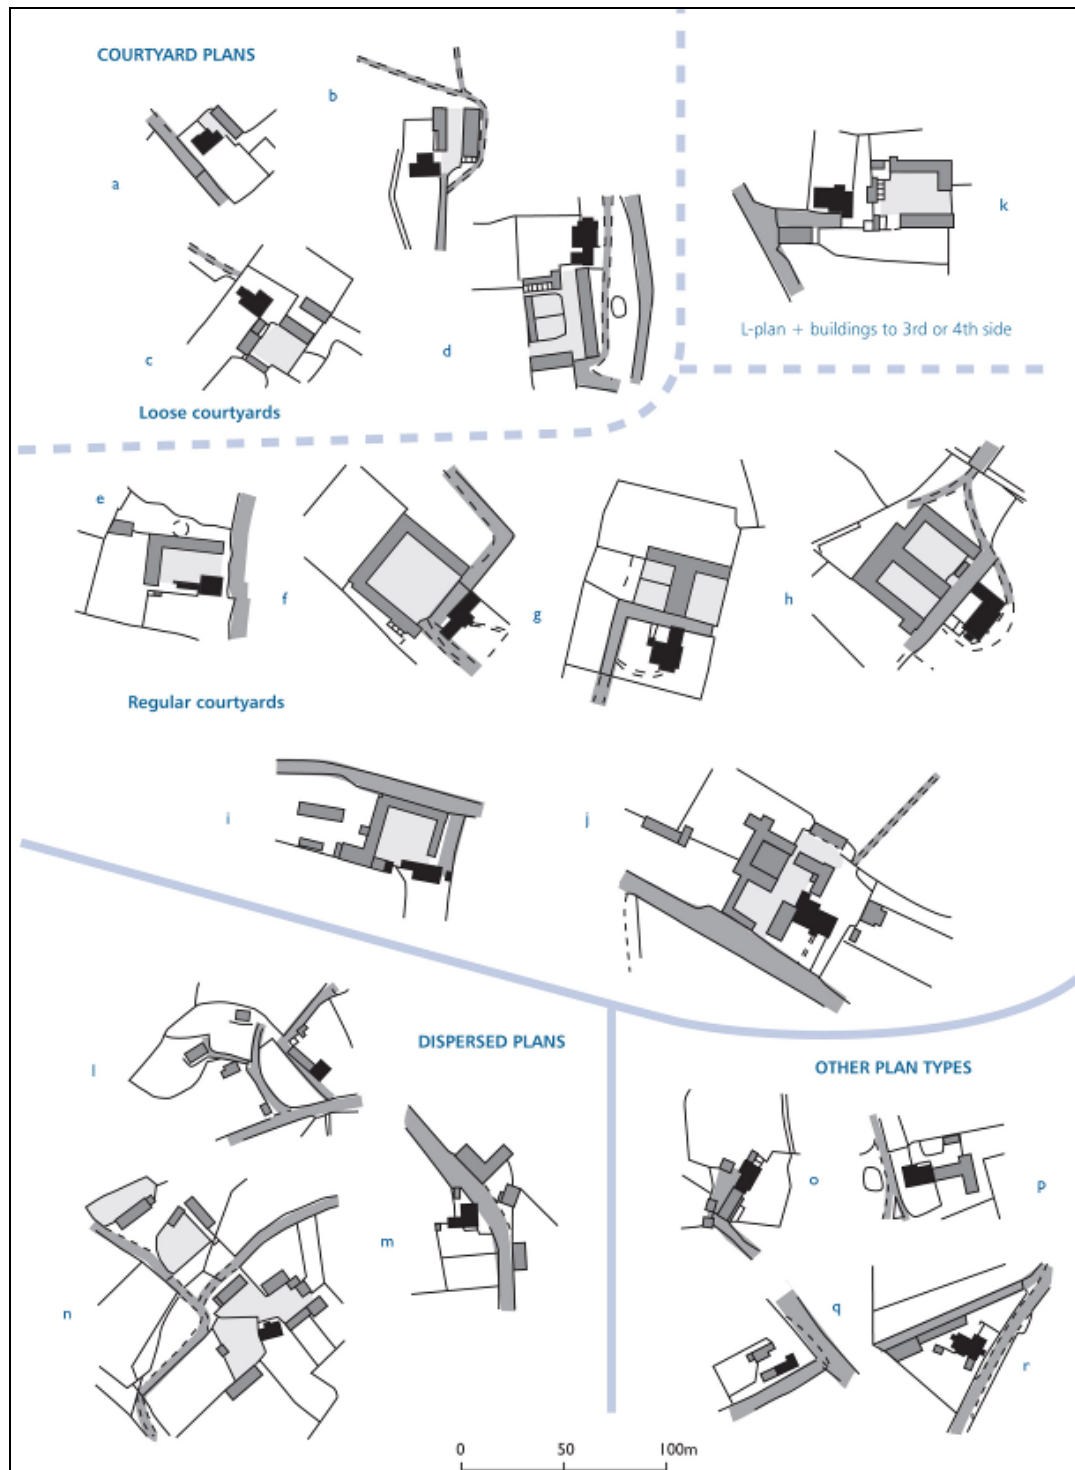 COURTYARD PLANS
a
b
c
d
k
L-plan + buildings to 3rd or 4th side
Loose courtyards
e
f
g
h
Regular courtyards
i
j
l
DISPERSED PLANS
m
n
OTHER PLAN TYPES
o
p
q
r
0 50 100m